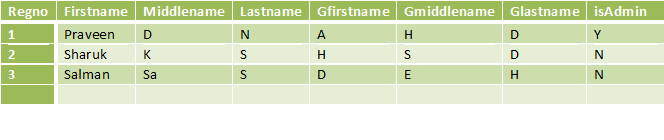 Regno Firstname Middlename Lastname Gfirstname Gmiddlename Glastname isAdmin
1 Praveen D N A H D Y
2 Sharuk K S H S D N
3 Salman Sa S D E H N